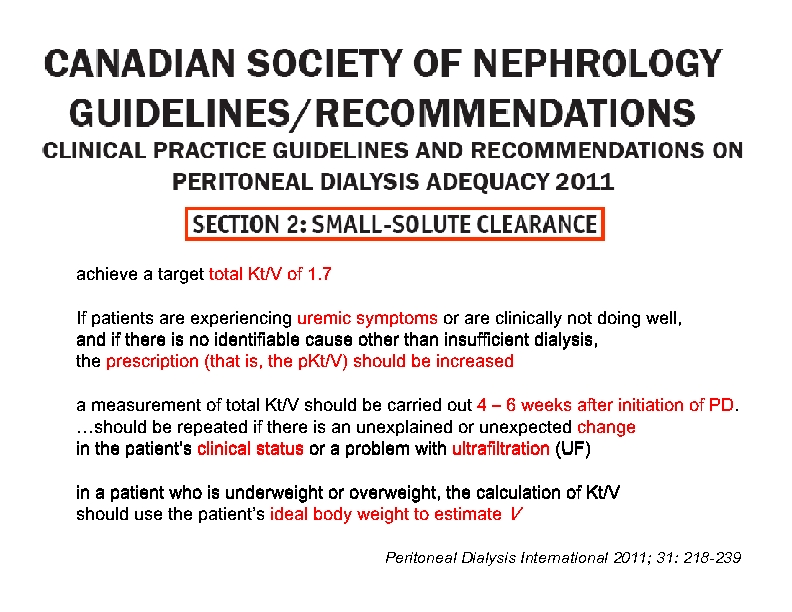 CANADIAN SOCIETY OF NEPHROLOGY
GUIDELINES/RECOMMENDATIONS
CLINICAL PRACTICE GUIDELINES AND RECOMMENDATIONS ON
PERITONEAL DIALYSIS ADEQUACY 2011
SECTION 2: SMALL-SOLUTE CLEARANCE
achieve a target total Kt/V of 1.7
If patients are experiencing uremic symptoms or are clinically not doing well,
and if there is no identifiable cause other than insufficient dialysis,
the prescription (that is, the p.Kt/V) should be increased
a measurement of total Kt/V should be carried out 4 – 6 weeks after initiation of PD.
…should be repeated if there is an unexplained or unexpected change
in the patient's clinical status or a problem with ultrafiltration (UF)
in a patient who is underweight or overweight, the calculation of Kt/V
should use the patient's ideal body weight to estimate V
Peritoneal Dialysis International 2011; 31: 218-239